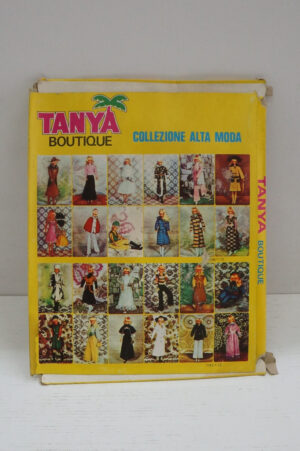 TANYA
BOUTIQUE
COLLEZIONE ALTA MODA
TANYA BOUTIQUE